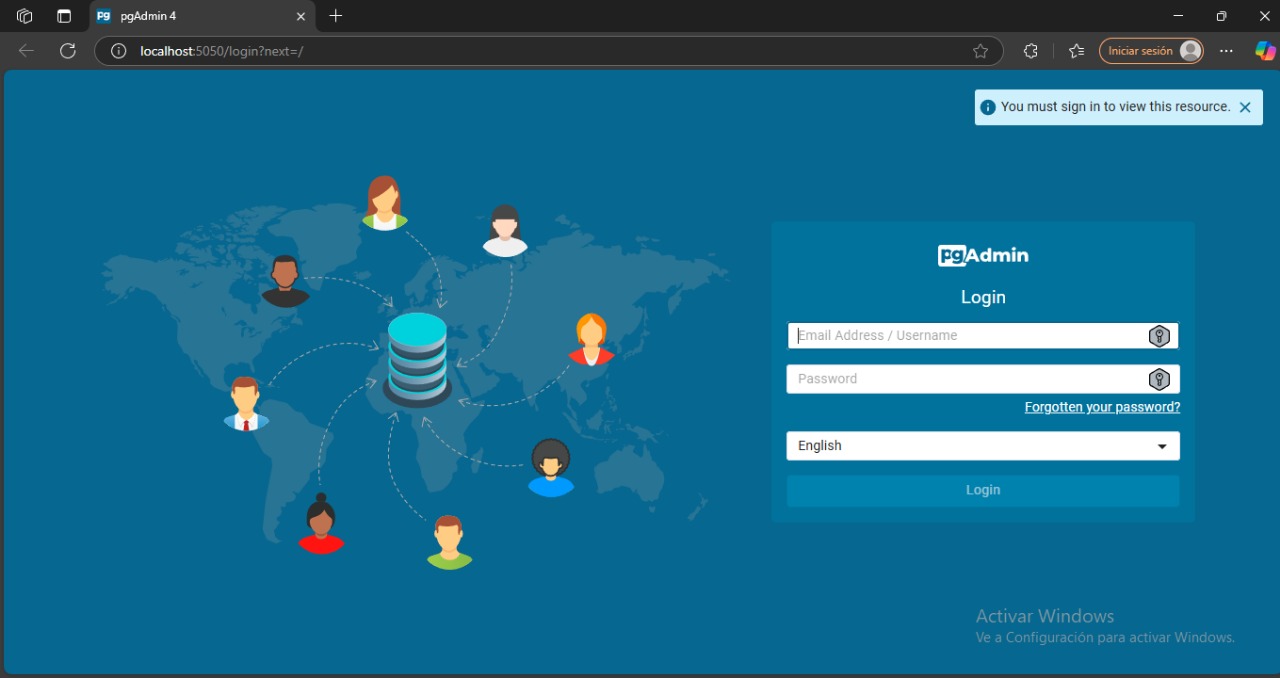 pgAdmin 4
localhost:5050/login?next=/
Iniciar sesión
You must sign in to view this resource.
pgAdmin
Login
Email Address / Username
Password
Forgotten your password?
English
Login
Activar Windows
Ve a Configuración para activar Windows.